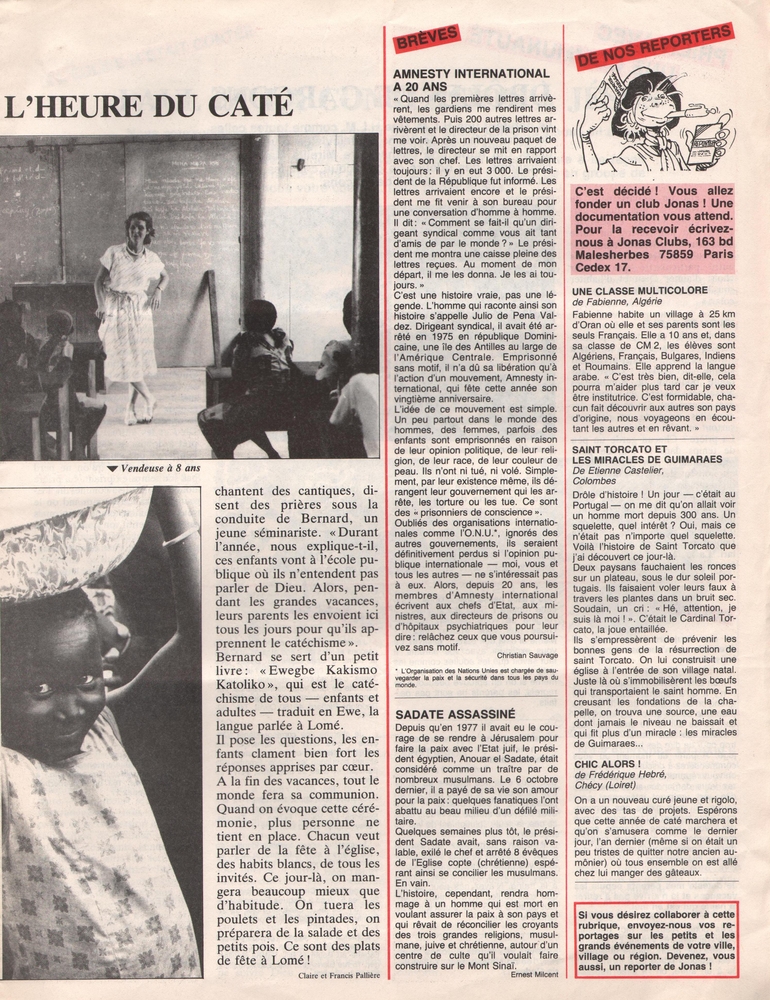 L'HEURE DU CATÉ
Vendeuse à 8 ans
chantent des cantiques, di-
sent des prières sous la
conduite de Bernard, un
jeune séminariste. «Durant
l'année, nous explique-t-il,
ces enfants vont à l'école pu-
blique où ils n'entendent pas
parler de Dieu. Alors, pen-
dant les grandes vacances,
leurs parents les envoient ici
tous les jours pour qu'ils ap-
prennent le catéchisme».
Bernard se sert d'un petit
livre: «Ewegbe Kakismo
Katoliko», qui est le caté-
chisme de tous — enfants et
adultes — traduit en Ewe, la
langue parlée à Lomé.
Il pose les questions, les en-
fants clament bien fort les
réponses apprises par cœur.
A la fin des vacances, tout le
monde fera sa communion.
Quand on évoque cette céré-
monie, plus personne ne
tient en place. Chacun veut
parler de la fête à l'église,
des habits blancs, de tous les
invités. Ce jour-là, on man-
gera beaucoup mieux que
d'habitude. On tuera les
poulets et les pintades, on
préparera de la salade et des
petits pois. Ce sont des plats
de fête à Lomé!
Claire et Francis Pallière
BRÈVES
AMNESTY INTERNATIONAL
A 20 ANS
« Quand les premières lettres arrivè-
rent, les gardiens me rendirent mes
vêtements. Puis 200 autres lettres ar-
rivèrent et le directeur de la prison vint
me voir. Après un nouveau paquet de
lettres, le directeur se mit en rapport
avec son chef. Les lettres arrivaient
toujours: il y en eut 3 000. Le prési-
dent de la République fut informé. Les
lettres arrivaient encore et le prési-
dent me fit venir à son bureau pour
une conversation d'homme à homme.
Il dit: «Comment se fait-il qu'un diri-
geant syndical comme vous ait tant
d'amis de par le monde?» Le prési-
dent me montra une caisse pleine des
lettres reçues. Au moment de mon
départ, il me les donna. Je les ai tou-
jours. »
C'est une histoire vraie, pas une lé-
gende. L'homme qui raconte ainsi son
histoire s'appelle Julio de Pena Val-
dez. Dirigeant syndical, il avait été ar-
rêté en 1975 en république Domini-
caine, une île des Antilles au large de
l'Amérique Centrale. Emprisonné
sans motif, il n'a dû sa libération qu'à
l'action d'un mouvement, Amnesty in-
ternational, qui fête cette année son
vingtième anniversaire.
L'idée de ce mouvement est simple.
Un peu partout dans le monde des
hommes, des femmes, parfois des
enfants sont emprisonnés en raison
de leur opinion politique, de leur reli-
gion, de leur race, de leur couleur de
peau. Ils n'ont ni tué, ni volé. Simple-
ment, par leur existence même, ils dé-
rangent leur gouvernement qui les ar-
rête, les torture ou les tue. Ce sont
des «prisonniers de conscience».
Oubliés des organisations internatio-
nales comme l'O.N.U.*, ignorés des
autres gouvernements, ils seraient
définitivement perdus si l'opinion pu-
blique internationale — moi, vous et
tous les autres — ne s'intéressait pas
à eux. Alors, depuis 20 ans, les
membres d'Amnesty international
écrivent aux chefs d'Etat, aux mi-
nistres, aux directeurs de prisons ou
d'hôpitaux psychiatriques pour leur
dire: relâchez ceux que vous poursui-
vez sans motif.
Christian Sauvage
* L'Organisation des Nations Unies est chargée de sau-
vegarder la paix et la sécurité dans tous les pays du
monde.
SADATE ASSASSINÉ
Depuis qu'en 1977 il avait eu le cou-
rage de se rendre à Jérusalem pour
faire la paix avec l'Etat juif, le prési-
dent égyptien, Anouar el Sadate, était
considéré comme un traître par de
nombreux musulmans. Le 6 octobre
dernier, il a payé de sa vie son amour
pour la paix: quelques fanatiques l'ont
abattu au beau milieu d'un défilé mili-
taire.
Quelques semaines plus tôt, le prési-
dent Sadate avait, sans raison va-
lable, exilé le chef et arrêté 8 évêques
de l'Eglise copte (chrétienne) espé-
rant ainsi se concilier les musulmans.
En vain.
L'histoire, cependant, rendra hom-
mage à un homme qui est mort en
voulant assurer la paix à son pays et
qui rêvait de réconcilier les croyants
des trois grandes religions, musul-
mane, juive et chrétienne, autour d'un
centre de culte qu'il voulait faire
construire sur le Mont Sinaï.
Ernest Milcent
DE NOS REPORTERS
C'est décidé! Vous allez
fonder un club Jonas! Une
documentation vous attend.
Pour la recevoir écrivez-
nous à Jonas Clubs, 163 bd
Malesherbes 75859 Paris
Cedex 17.
UNE CLASSE MULTICOLORE
de Fabienne, Algérie
Fabienne habite un village à 25 km
d'Oran où elle et ses parents sont les
seuls Français. Elle a 10 ans et, dans
sa classe de CM 2, les élèves sont
Algériens, Français, Bulgares, Indiens
et Roumains. Elle apprend la langue
arabe. « C'est très bien, dit-elle, cela
pourra m'aider plus tard car je veux
être institutrice. C'est formidable, cha-
cun fait découvrir aux autres son pays
d'origine, nous voyageons en écou-
tant les autres et en rêvant. »
SAINT TORCATO ET
LES MIRACLES DE GUIMARAES
De Etienne Castelier,
Colombes
Drôle d'histoire! Un jour — c'était au
Portugal — on me dit qu'on allait voir
un homme mort depuis 300 ans. Un
squelette, quel intérêt? Oui, mais ce
n'était pas n'importe quel squelette.
Voilà l'histoire de Saint Torcato que
j'ai découvert ce jour-là.
Deux paysans fauchaient les ronces
sur un plateau, sous le dur soleil por-
tugais. Ils faisaient voler leurs faux à
travers les plantes dans un bruit sec.
Soudain, un cri: «Hé, attention, je
suis là moi!». C'était le Cardinal Tor-
cato, la joue entaillée.
Ils s'empressèrent de prévenir les
bonnes gens de la résurrection de
saint Torcato. On lui construisit une
église à l'entrée de son village natal.
Juste là où s'immobilisèrent les bœufs
qui transportaient le saint homme. En
creusant les fondations de la cha-
pelle, on trouva une source, une eau
dont jamais le niveau ne baissait et
qui fit plus d'un miracle: les miracles
de Guimaraes...
CHIC ALORS !
de Frédérique Hebré,
Chécy (Loiret)
On a un nouveau curé jeune et rigolo,
avec des tas de projets. Espérons
que cette année de caté marchera et
qu'on s'amusera comme le dernier
jour, l'an dernier (même si on était un
peu tristes de quitter notre ancien au-
mônier) où tous ensemble on est allé
chez lui manger des gâteaux.
Si vous désirez collaborer à cette
rubrique, envoyez-nous vos re-
portages sur les petits et les
grands événements de votre ville,
village ou région. Devenez, vous
aussi, un reporter de Jonas!